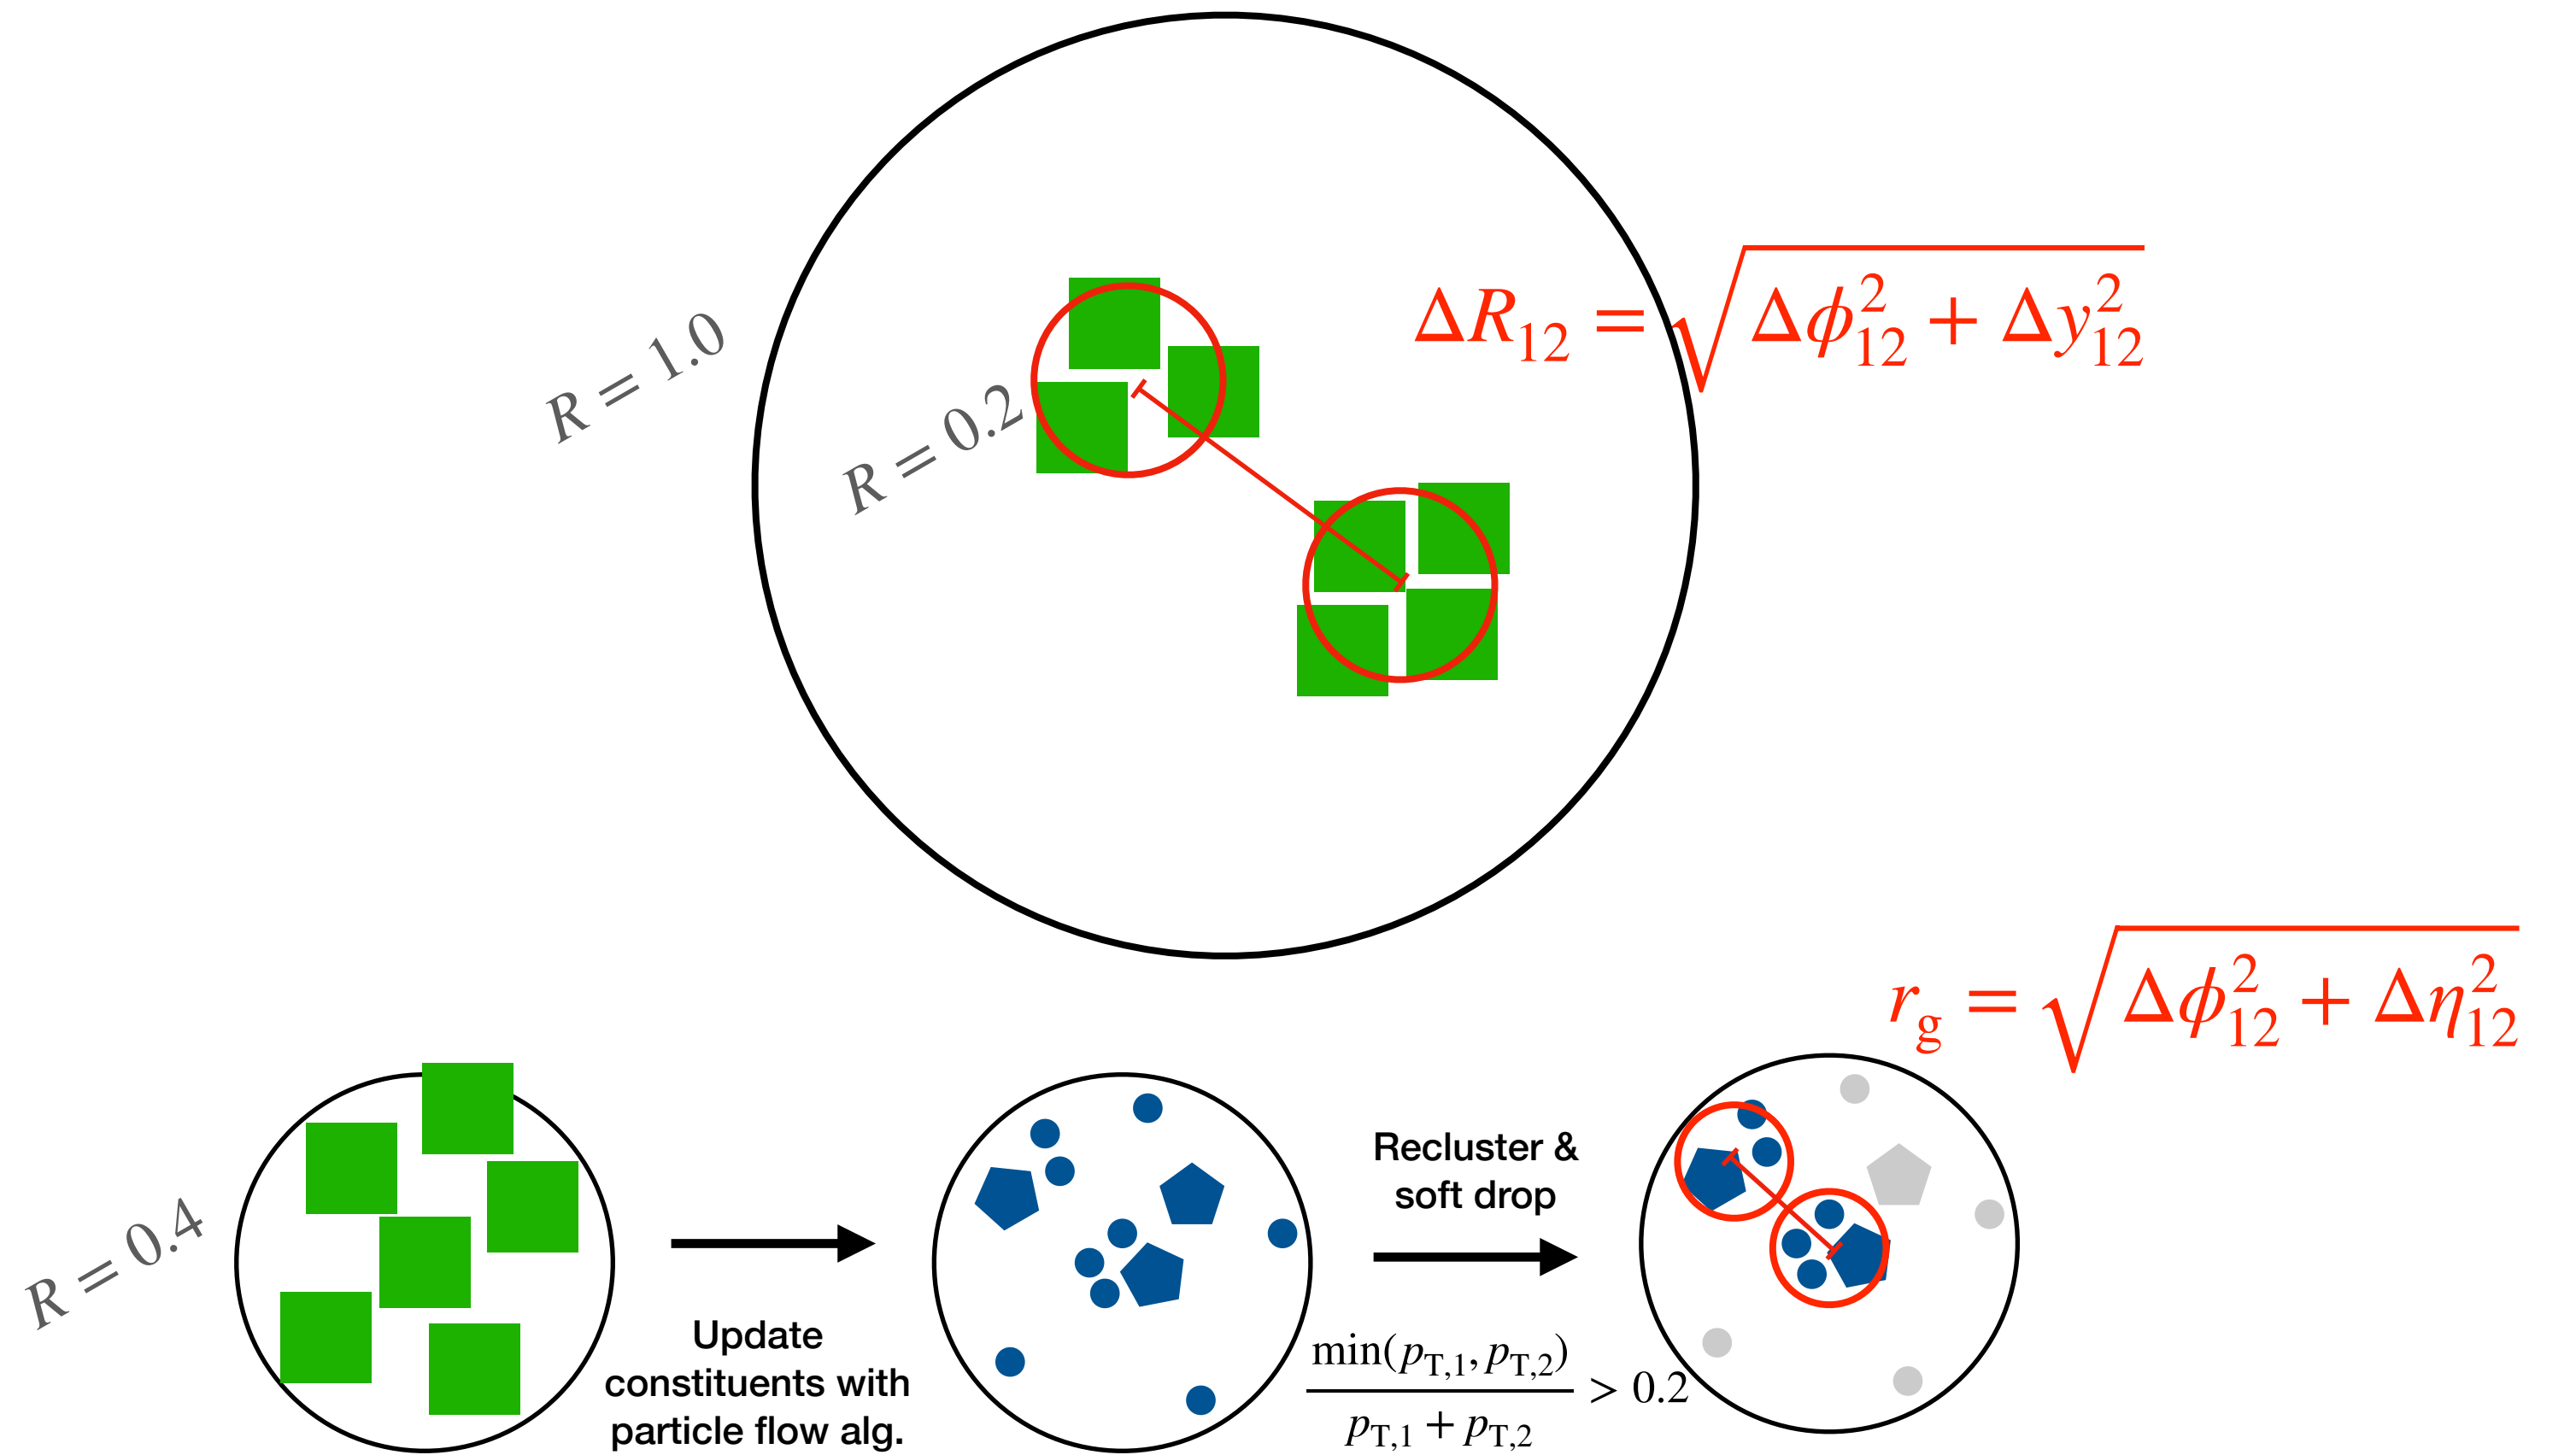 ΔR₁₂ = √(Δϕ₁₂² + Δy₁₂²)
R = 1.0
R = 0.2
r_g = √(Δϕ₁₂² + Δη₁₂²)
R = 0.4
Update
constituents with
particle flow alg.
Recluster &
soft drop
min(p_T,1, p_T,2)
p_T,1 + p_T,2
> 0.2